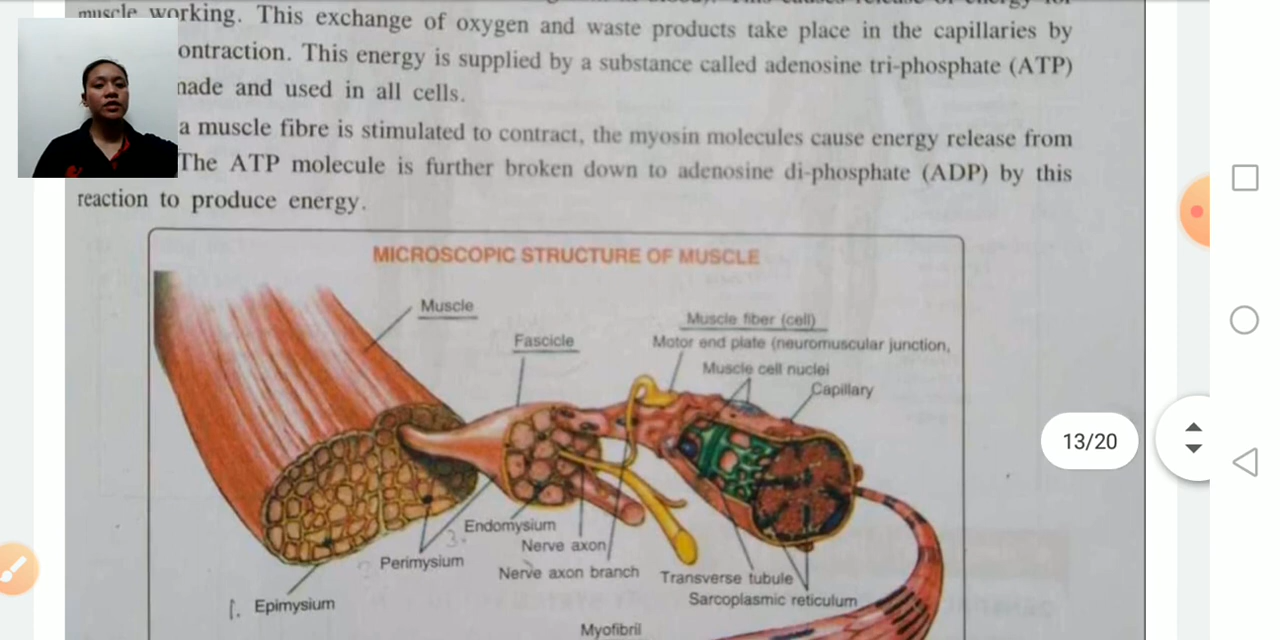 muscle working. This exchange of oxygen and waste products take place in the capillaries by
ontraction. This energy is supplied by a substance called adenosine tri-phosphate (ATP)
nade and used in all cells.
a muscle fibre is stimulated to contract, the myosin molecules cause energy release from
The ATP molecule is further broken down to adenosine di-phosphate (ADP) by this
reaction to produce energy.
MICROSCOPIC STRUCTURE OF MUSCLE
Muscle
Muscle fiber (cell)
Fascicle
Motor end plate (neuromuscular junction,
Muscle cell nuclei
Capillary
13/20
Endomysium
3.
Nerve axon
Perimysium
Nerve axon branch
Transverse tubule
Sarcoplasmic reticulum
1. Epimysium
Myofibril